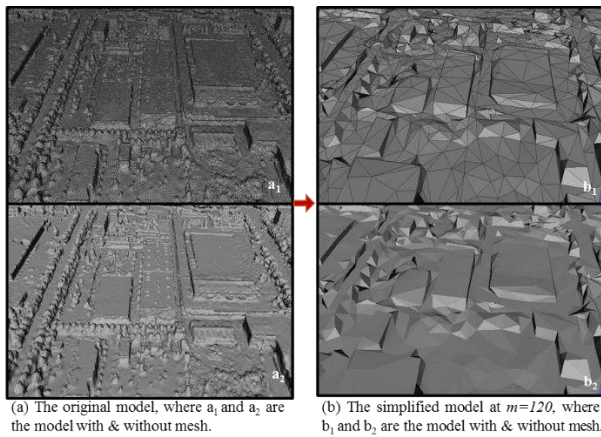 a1
b1
a2
b2
(a) The original model, where a1 and a2 are
the model with & without mesh.
(b) The simplified model at m=120, where
b1 and b2 are the model with & without mesh.